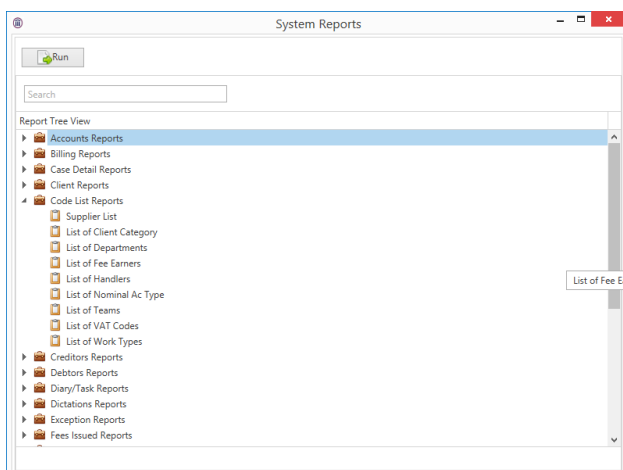 System Reports
Run
Search
Report Tree View
Accounts Reports
Billing Reports
Case Detail Reports
Client Reports
Code List Reports
Supplier List
List of Client Category
List of Departments
List of Fee Earners
List of Handlers
List of Fee E
List of Nominal Ac Type
List of Teams
List of VAT Codes
List of Work Types
Creditors Reports
Debtors Reports
Diary/Task Reports
Dictations Reports
Exception Reports
Fees Issued Reports